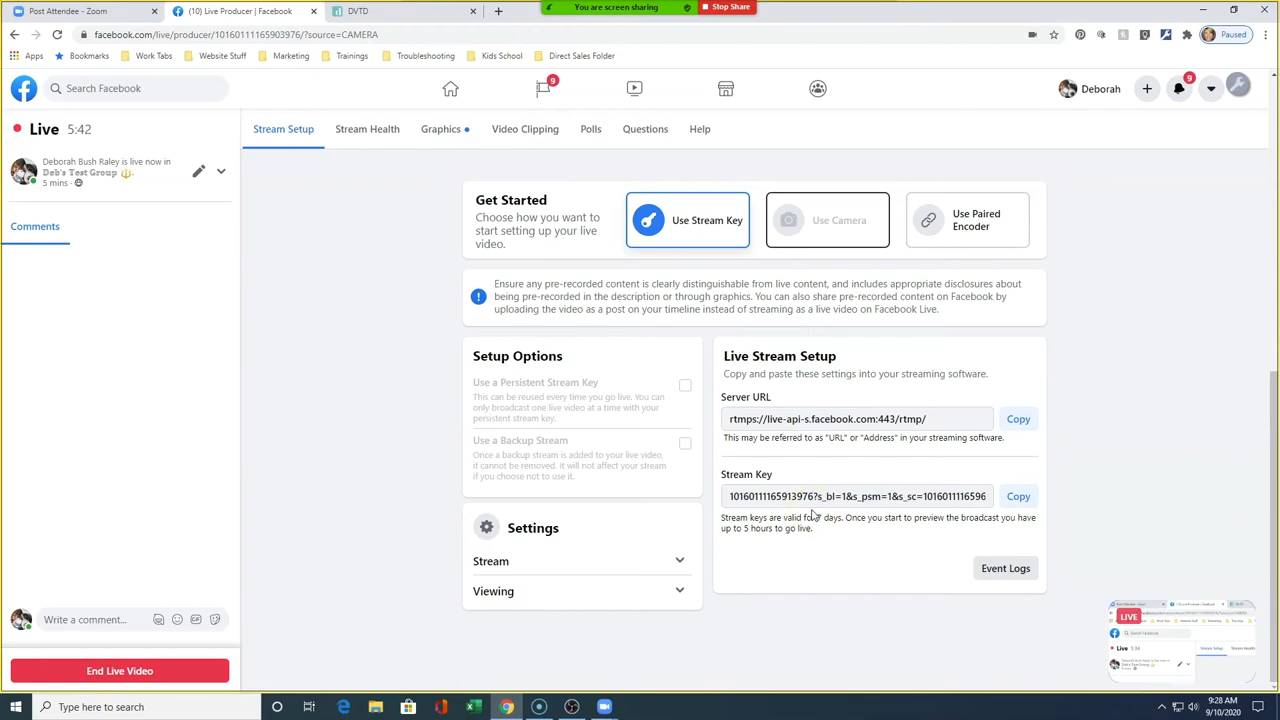 Post Attendee - Zoom
(10) Live Producer | Facebook
DVTD
You are screen sharing
Stop Share
facebook.com/live/producer/10160111165903976/?source=CAMERA
Paused
Apps
Bookmarks
Work Tabs
Website Stuff
Marketing
Trainings
Troubleshooting
Kids School
Direct Sales Folder
Search Facebook
9
Deborah
9
Live 5:42
Deborah Bush Raley is live now in
Deb's Test Group
5 mins
Comments
Write a comment...
GIF
End Live Video
Stream Setup
Stream Health
Graphics
Video Clipping
Polls
Questions
Help
Get Started
Choose how you want to
start setting up your live
video.
Use Stream Key
Use Camera
Use Paired
Encoder
Ensure any pre-recorded content is clearly distinguishable from live content, and includes appropriate disclosures about
being pre-recorded in the description or through graphics. You can also share pre-recorded content on Facebook by
uploading the video as a post on your timeline instead of streaming as a live video on Facebook Live.
Setup Options
Use a Persistent Stream Key
This can be reused every time you go live. You can
only broadcast one live video at a time with your
persistent stream key.
Use a Backup Stream
Once a backup stream is added to your live video,
it cannot be removed. it will not affect your stream
if you choose not to use it.
Settings
Stream
Viewing
Live Stream Setup
Copy and paste these settings into your streaming software.
Server URL
rtmps://live-api-s.facebook.com:443/rtmp/
Copy
This may be referred to as "URL" or "Address" in your streaming software.
Stream Key
10160111165913976?s_bl=1&s_psm=1&s_sc=1016011116596
Copy
Stream keys are valid for 7 days. Once you start to preview the broadcast you have
up to 5 hours to go live.
Event Logs
LIVE
Search Facebook
Live 5:34
Stream Setup
Type here to search
9:28 AM
9/10/2020